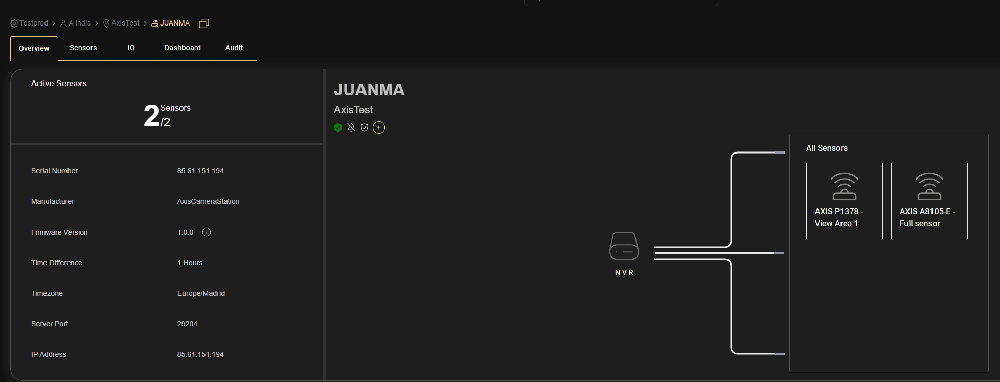 Testprod > A India > AxisTest > JUANMA
Overview Sensors IO Dashboard Audit
Active Sensors
2 Sensors
/2
Serial Number 85.61.151.194
Manufacturer AxisCameraStation
Firmware Version 1.0.0
Time Difference 1 Hours
Timezone Europe/Madrid
Server Port 29204
IP Address 85.61.151.194
JUANMA
AxisTest
NVR
All Sensors
AXIS P1378 -
View Area 1
AXIS A8105-E -
Full sensor